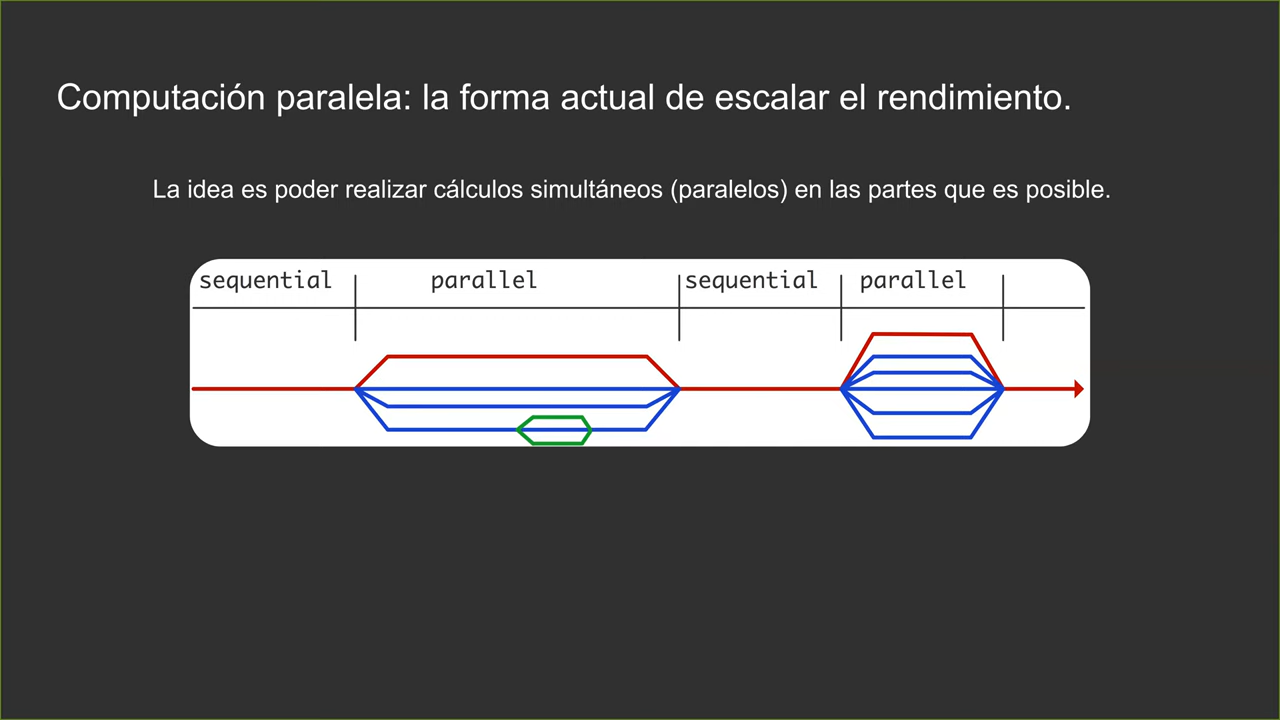 Computación paralela: la forma actual de escalar el rendimiento.
La idea es poder realizar cálculos simultáneos (paralelos) en las partes que es posible.
sequential parallel sequential parallel